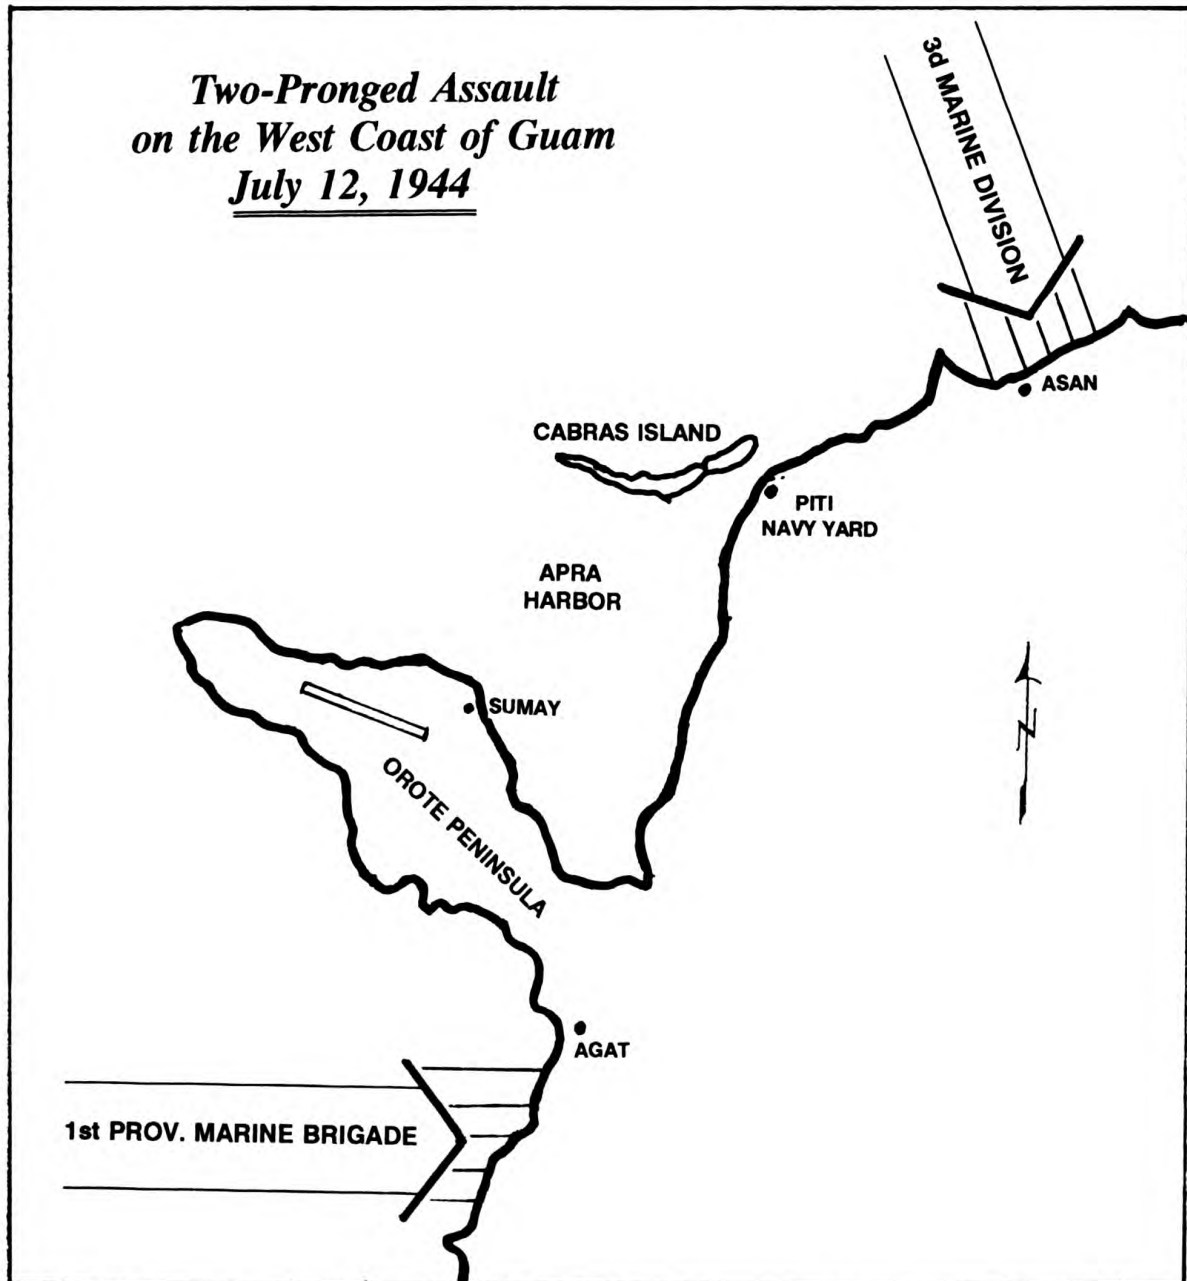 Two-Pronged Assault
on the West Coast of Guam
July 12, 1944
3d MARINE DIVISION
ASAN
CABRAS ISLAND
PITI
NAVY YARD
APRA
HARBOR
SUMAY
OROTE PENINSULA
N
AGAT
1st PROV. MARINE BRIGADE